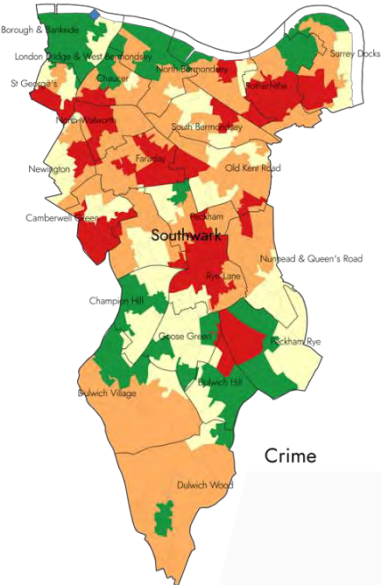 Borough & Bankside
London Bridge & West Bermondsey
Surrey Docks
North Bermondsey
Chaucer
St George's
Rotherhithe
North Walworth
South Bermondsey
Faraday
Newington
Old Kent Road
Camberwell Green
Peckham
Southwark
Nunhead & Queen's Road
Rye Lane
Champion Hill
Goose Green
Peckham Rye
Dulwich Hill
Dulwich Village
Crime
Dulwich Wood